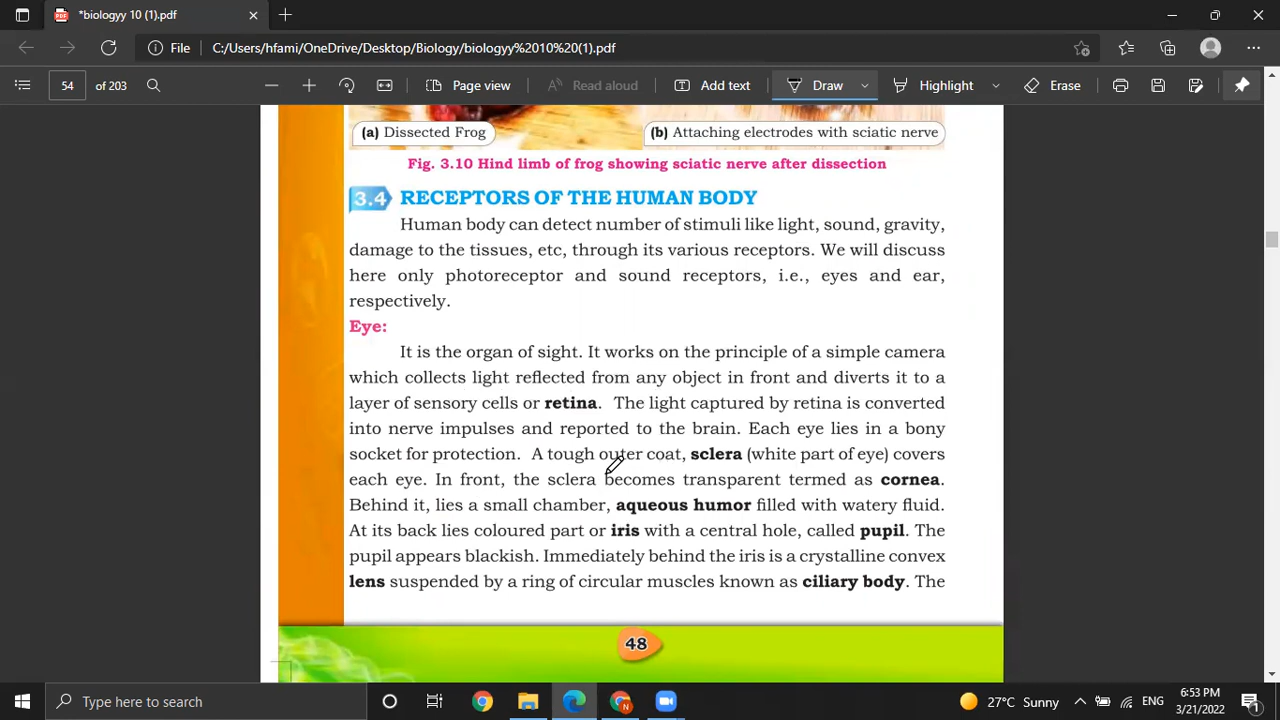 *biologyy 10 (1).pdf
File C:/Users/hfami/OneDrive/Desktop/Biology/biologyy%2010%20(1).pdf
54 of 203 Page view Read aloud Add text Draw Highlight Erase
(a) Dissected Frog (b) Attaching electrodes with sciatic nerve
Fig. 3.10 Hind limb of frog showing sciatic nerve after dissection
3.4 RECEPTORS OF THE HUMAN BODY
Human body can detect number of stimuli like light, sound, gravity,
damage to the tissues, etc, through its various receptors. We will discuss
here only photoreceptor and sound receptors, i.e., eyes and ear,
respectively.
Eye:
It is the organ of sight. It works on the principle of a simple camera
which collects light reflected from any object in front and diverts it to a
layer of sensory cells or retina. The light captured by retina is converted
into nerve impulses and reported to the brain. Each eye lies in a bony
socket for protection. A tough outer coat, sclera (white part of eye) covers
each eye. In front, the sclera becomes transparent termed as cornea.
Behind it, lies a small chamber, aqueous humor filled with watery fluid.
At its back lies coloured part or iris with a central hole, called pupil. The
pupil appears blackish. Immediately behind the iris is a crystalline convex
lens suspended by a ring of circular muscles known as ciliary body. The
48
Type here to search
27°C Sunny
ENG
6:53 PM
3/21/2022
1